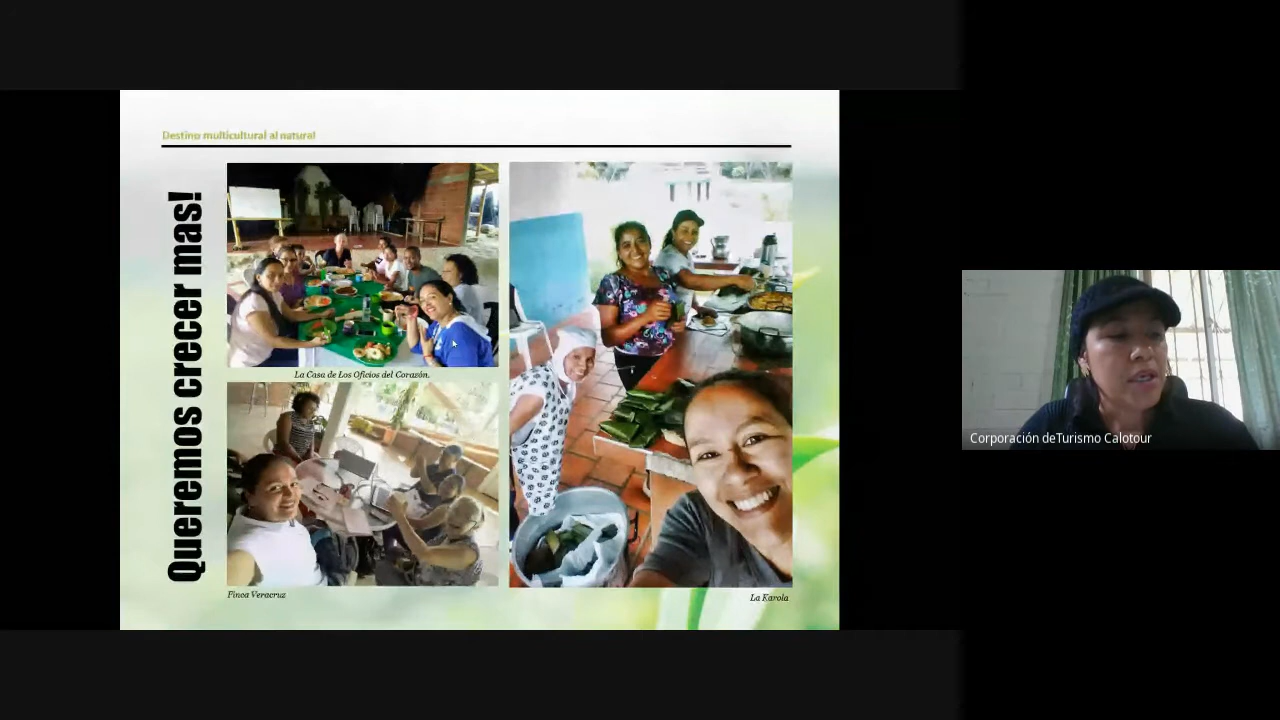 Destino multicultural al natural
Queremos crecer mas!
La Casa de Los Oficios del Corazón.
Finca Veracruz
La Karola
Corporación deTurismo Calotour